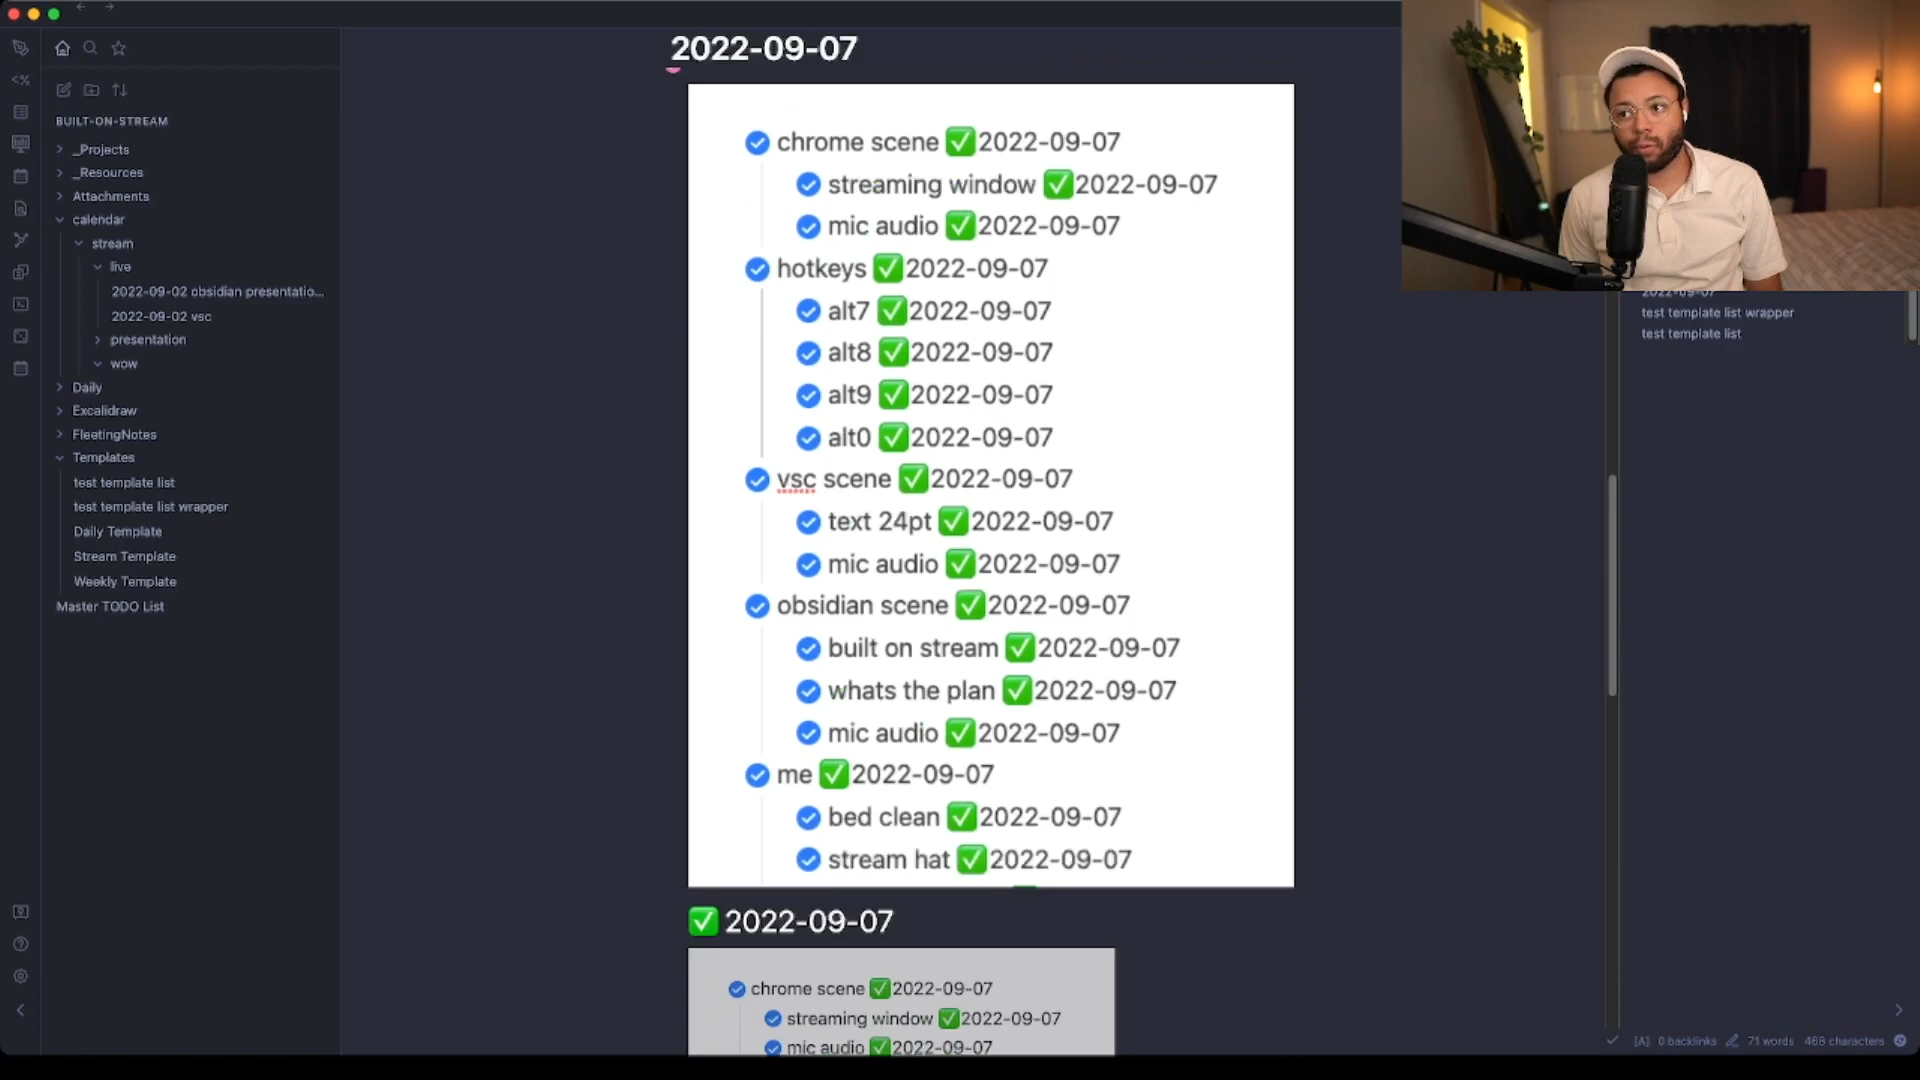 BUILT-ON-STREAM
_Projects
_Resources
Attachments
calendar
stream
live
2022-09-02 obsidian presentatio...
2022-09-02 vsc
presentation
wow
Daily
Excalidraw
FleetingNotes
Templates
test template list
test template list wrapper
Daily Template
Stream Template
Weekly Template
Master TODO List
2022-09-07
chrome scene ✅2022-09-07
streaming window ✅2022-09-07
mic audio ✅2022-09-07
hotkeys ✅2022-09-07
alt7 ✅2022-09-07
alt8 ✅2022-09-07
alt9 ✅2022-09-07
alt0 ✅2022-09-07
vsc scene ✅2022-09-07
text 24pt ✅2022-09-07
mic audio ✅2022-09-07
obsidian scene ✅2022-09-07
built on stream ✅2022-09-07
whats the plan ✅2022-09-07
mic audio ✅2022-09-07
me ✅2022-09-07
bed clean ✅2022-09-07
stream hat ✅2022-09-07
✅ 2022-09-07
chrome scene ✅2022-09-07
streaming window ✅2022-09-07
mic audio ✅2022-09-07
2022-09-07
test template list wrapper
test template list
[A] 0 backlinks 71 words 468 characters